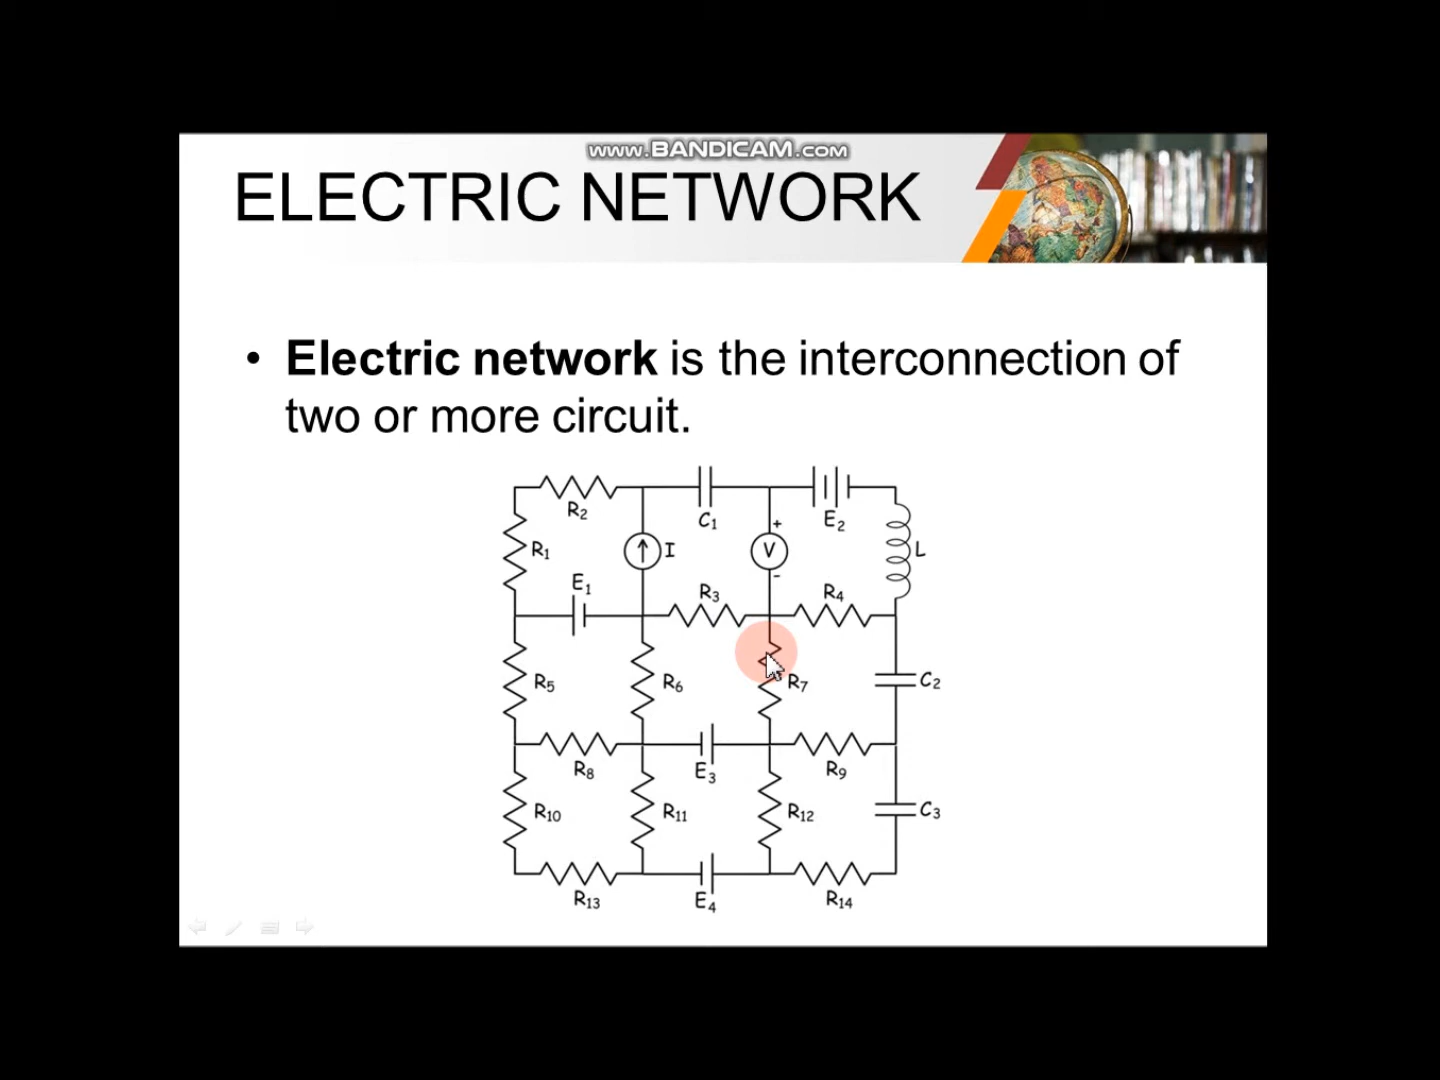 www.BANDICAM.com
ELECTRIC NETWORK
• Electric network is the interconnection of
two or more circuit.
R2
C1
E2
+
R1
I
V
L
-
E1
R3
R4
R5
R6
R7
C2
R8
E3
R9
R10
R11
R12
C3
R13
E4
R14